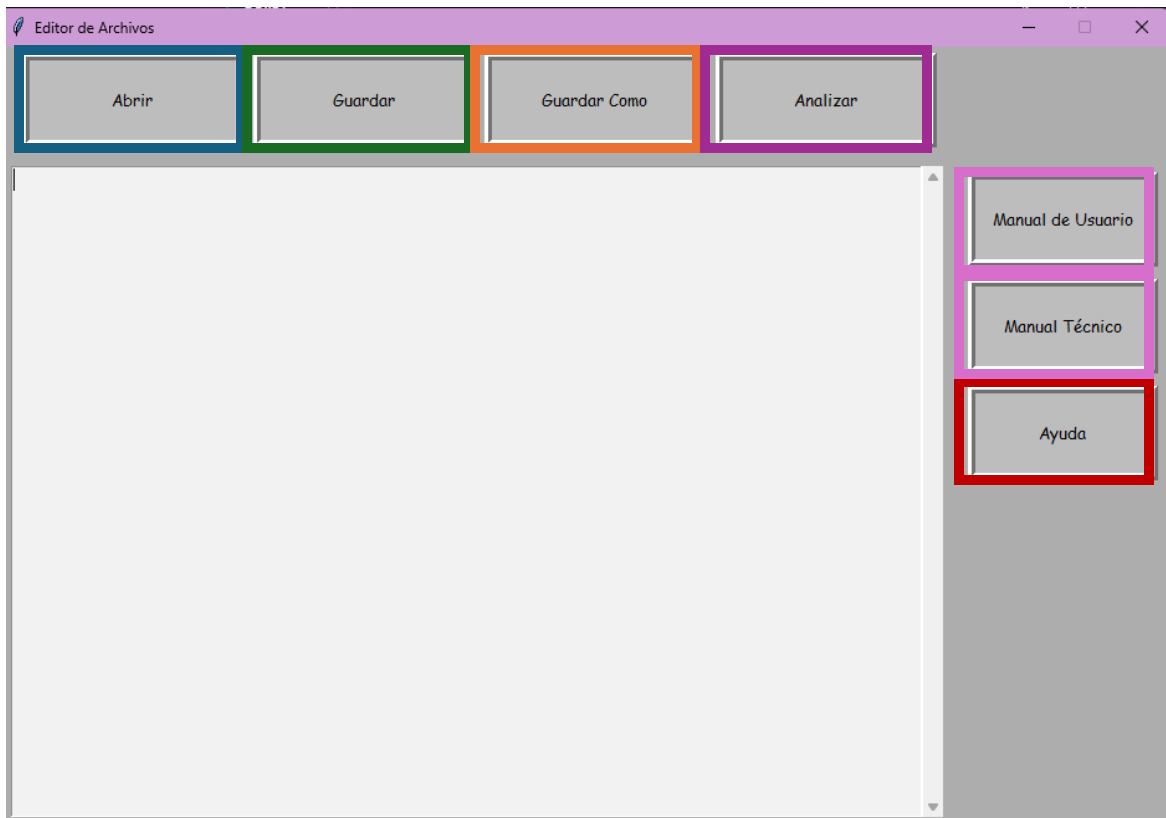 Editor de Archivos
Abrir
Guardar
Guardar Como
Analizar
Manual de Usuario
Manual Técnico
Ayuda